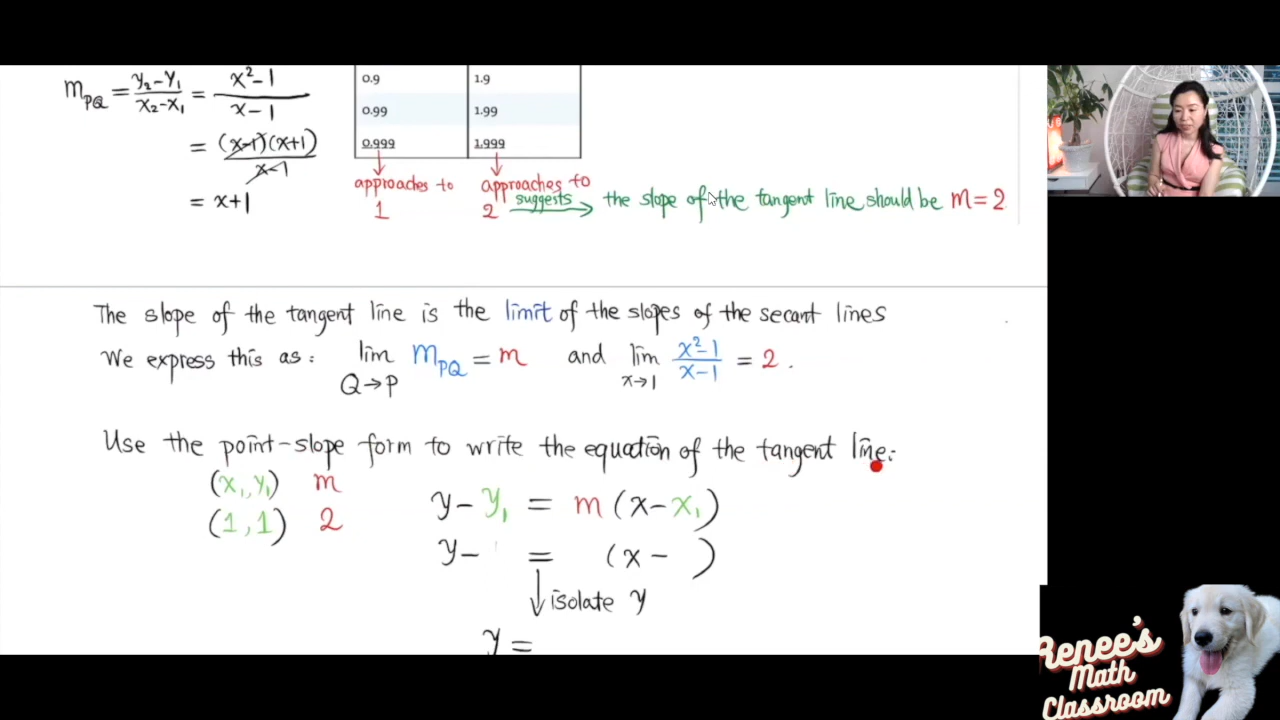 m_PQ = y₂-y₁/x₂-x₁ = x²-1/x-1
= (x-1)(x+1)/x-1
= x+1
0.9 1.9
0.99 1.99
0.999 1.999
approaches to 1
approaches to 2
suggests
the slope of the tangent line should be m = 2
The slope of the tangent line is the limit of the slopes of the secant lines
We express this as: lim Q→P m_PQ = m and lim x→1 x²-1/x-1 = 2.
Use the point-slope form to write the equation of the tangent line:
(x₁, y₁) m
(1, 1) 2
y - y₁ = m (x - x₁)
y - = (x - )
isolate y
y =
Renee's
Math
Classroom